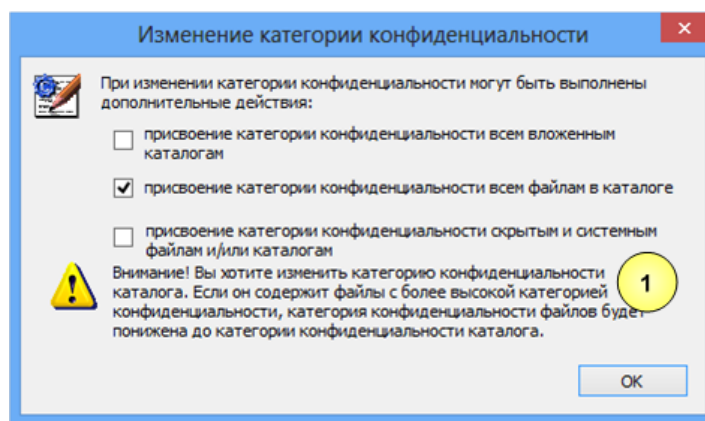 Изменение категории конфиденциальности
При изменении категории конфиденциальности могут быть выполнены
дополнительные действия:
присвоение категории конфиденциальности всем вложенным
каталогам
присвоение категории конфиденциальности всем файлам в каталоге
присвоение категории конфиденциальности скрытым и системным
файлам и/или каталогам
Внимание! Вы хотите изменить категорию конфиденциальности
каталога. Если он содержит файлы с более высокой категорией
конфиденциальности, категория конфиденциальности файлов будет
понижена до категории конфиденциальности каталога.
1
OK